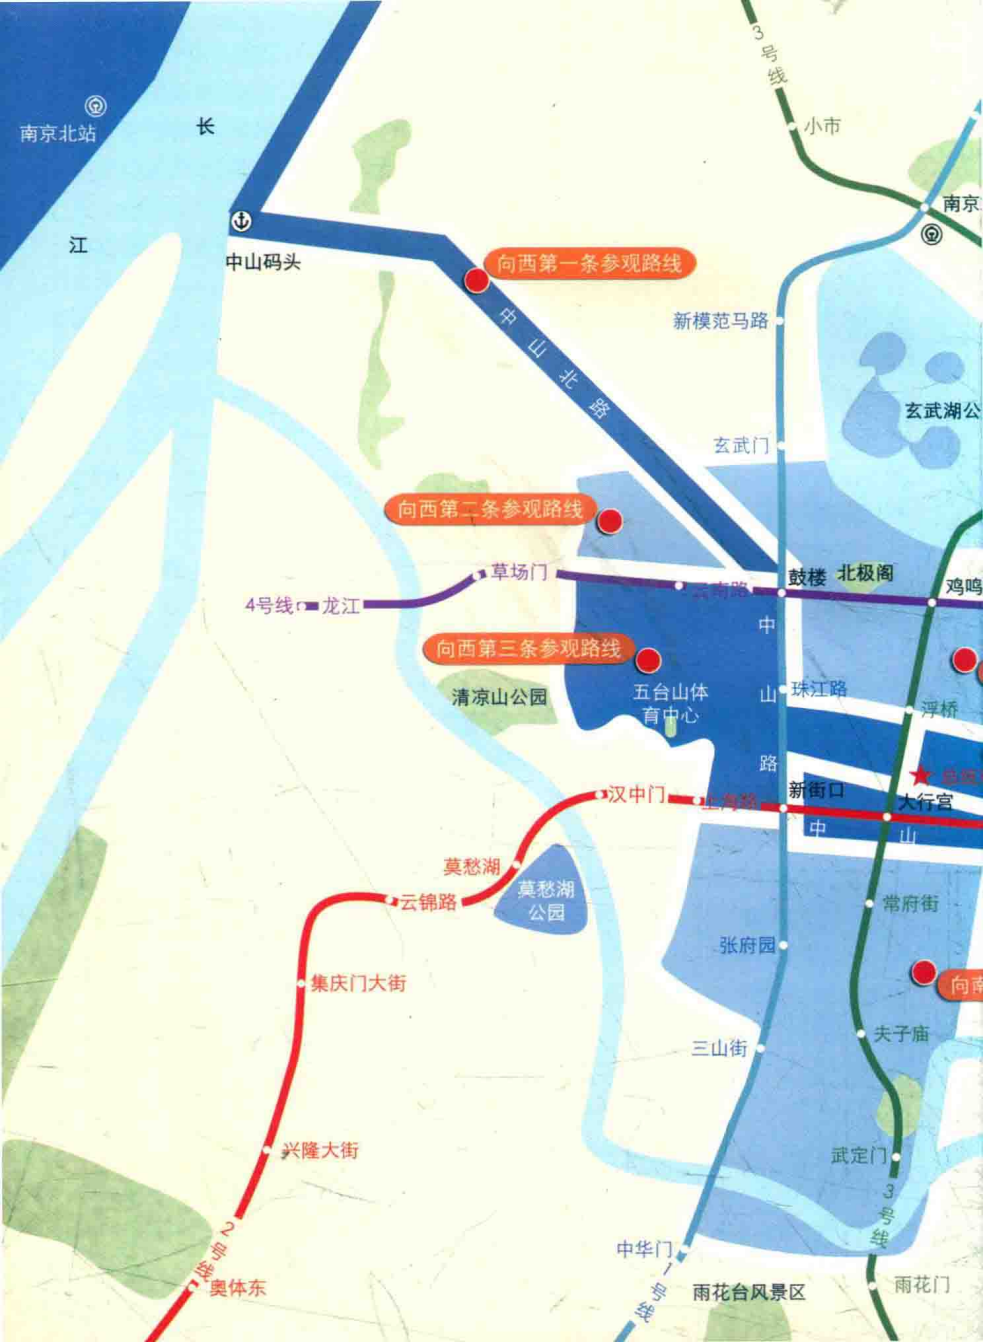 3号线
小市
南京北站
长
南京
江
中山码头
向西第一条参观路线
中山北路
新模范马路
玄武湖公
玄武门
向西第二条参观路线
草场门
鼓楼
北极阁
云南路
鸡鸣
4号线
龙江
中山路
向西第三条参观路线
清凉山公园
五台山体
育中心
珠江路
浮桥
总统
新街口
汉中门
上海路
大行宫
中山
莫愁湖
莫愁湖
公园
云锦路
常府街
张府园
集庆门大街
向南
夫子庙
三山街
兴隆大街
武定门
3号线
2号线
中华门
1号线
奥体东
雨花台风景区
雨花门